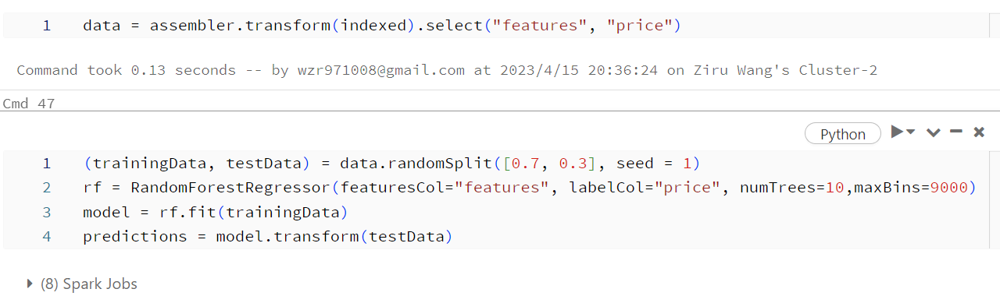 1 data = assembler.transform(indexed).select("features", "price")
Command took 0.13 seconds -- by wzr971008@gmail.com at 2023/4/15 20:36:24 on Ziru Wang's Cluster-2
Cmd 47
Python
1 (trainingData, testData) = data.randomSplit([0.7, 0.3], seed = 1)
2 rf = RandomForestRegressor(featuresCol="features", labelCol="price", numTrees=10,maxBins=9000)
3 model = rf.fit(trainingData)
4 predictions = model.transform(testData)
(8) Spark Jobs